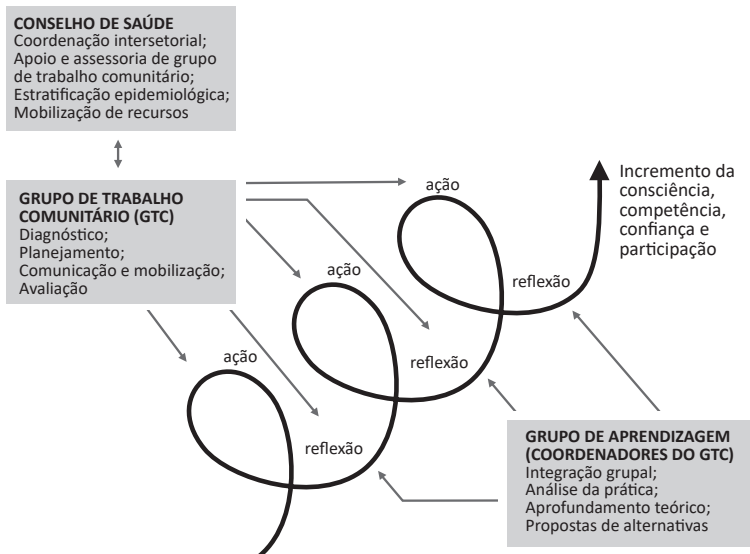 CONSELHO DE SAÚDE
Coordenação intersetorial;
Apoio e assessoria de grupo
de trabalho comunitário;
Estratificação epidemiológica;
Mobilização de recursos
GRUPO DE TRABALHO
COMUNITÁRIO (GTC)
Diagnóstico;
Planejamento;
Comunicação e mobilização;
Avaliação
ação
reflexão
ação
reflexão
ação
reflexão
Incremento da
consciência,
competência,
confiança e
participação
GRUPO DE APRENDIZAGEM
(COORDENADORES DO GTC)
Integração grupal;
Análise da prática;
Aprofundamento teórico;
Propostas de alternativas